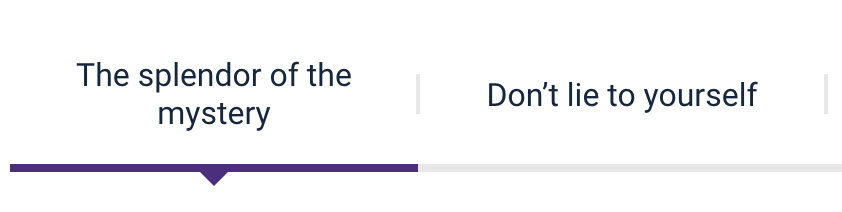 The splendor of the
mystery
Don’t lie to yourself